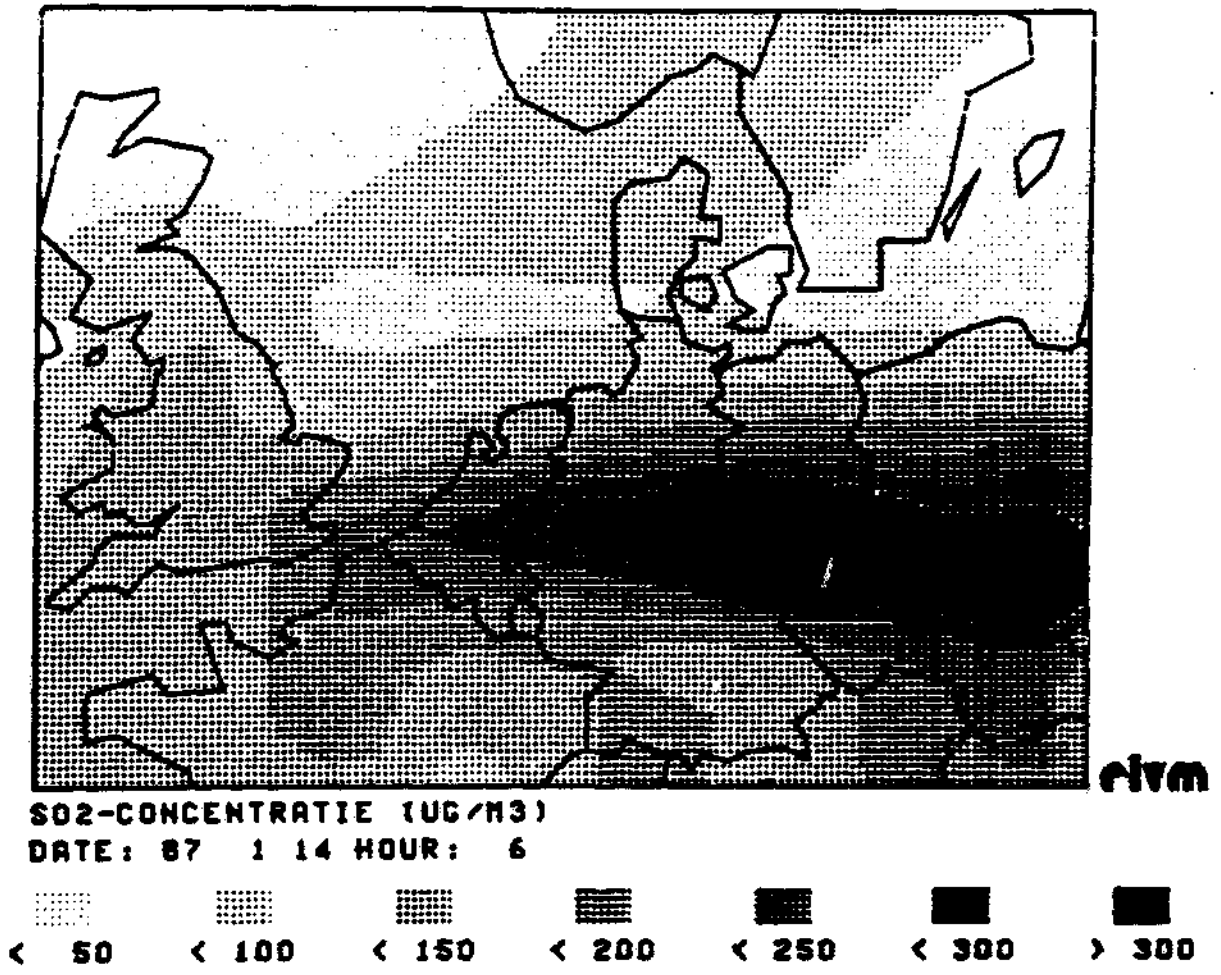 rivm
SO2-CONCENTRATIE (UG/M3)
DATE: 87 1 14 HOUR: 6
< 50 < 100 < 150 < 200 < 250 < 300 > 300